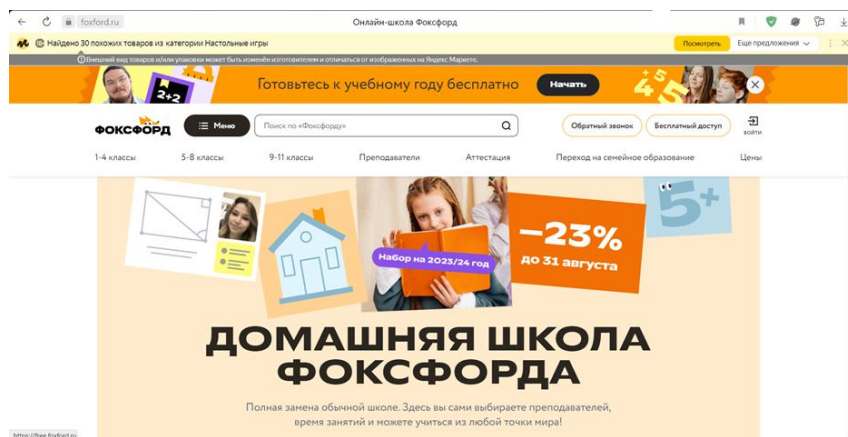 foxford.ru
Онлайн-школа Фоксфорд
Найдено 30 похожих товаров из категории Настольные игры
Посмотреть
Еще предложения
Внешний вид товаров и/или упаковки может быть изменён изготовителем и отличаться от изображенных на Яндекс Маркете.
2+2
Готовьтесь к учебному году бесплатно
Начать
4 5 5+
ФОКСФОРД
Меню
Поиск по «Фоксфорду»
Обратный звонок
Бесплатный доступ
войти
1-4 классы
5-8 классы
9-11 классы
Преподаватели
Аттестация
Переход на семейное образование
Цены
Набор на 2023/24 год
–23%
до 31 августа
5+
ДОМАШНЯЯ ШКОЛА
ФОКСФОРДА
Полная замена обычной школе. Здесь вы сами выбираете преподавателей,
время занятий и можете учиться из любой точки
мира!
https://free.foxford.ru